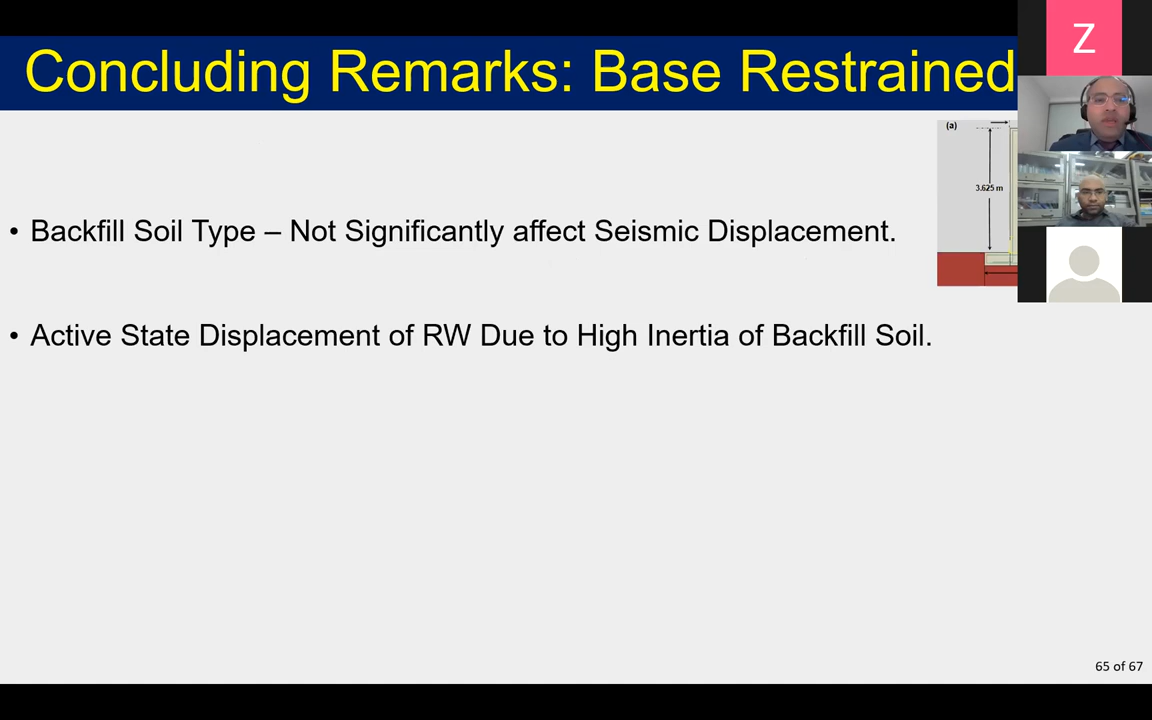 Concluding Remarks: Base Restrained
Z
(a)
3.625 m
• Backfill Soil Type – Not Significantly affect Seismic Displacement.
• Active State Displacement of RW Due to High Inertia of Backfill Soil.
65 of 67